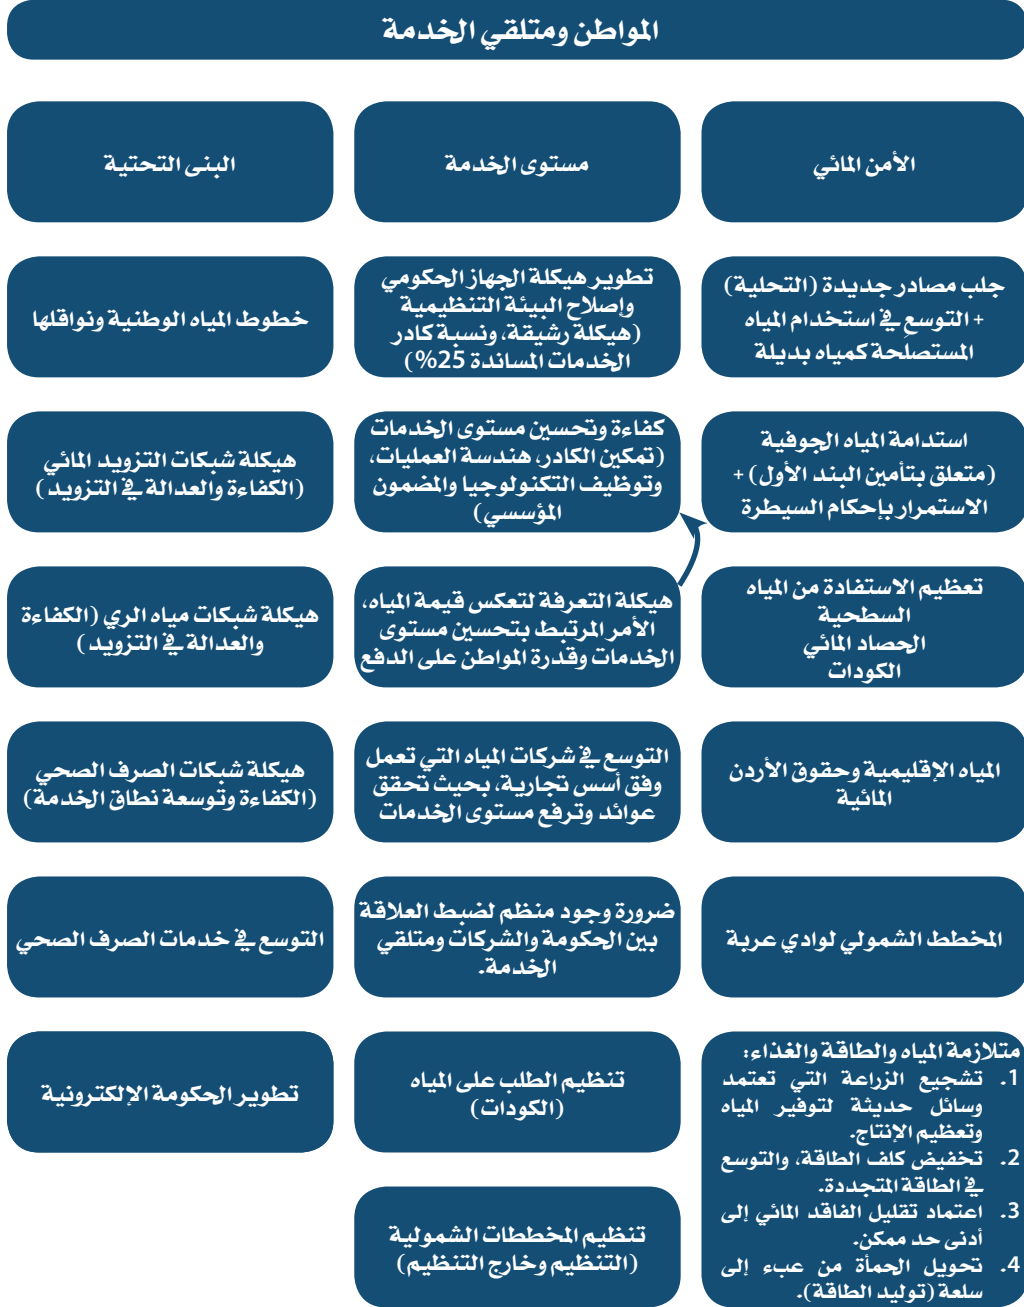 المواطن ومتلقي الخدمة
الأمن المائي
مستوى الخدمة
البنى التحتية
جلب مصادر جديدة (التحلية)
+ التوسع في استخدام المياه
المستصلَحة كمياه بديلة
تطوير هيكلة الجهاز الحكومي
وإصلاح البيئة التنظيمية
(هيكلة رشيقة، ونسبة كادر
الخدمات المساندة 25%)
خطوط المياه الوطنية ونواقلها
استدامة المياه الجوفية
(متعلق بتأمين البند الأول) +
الاستمرار بإحكام السيطرة
كفاءة وتحسين مستوى الخدمات
(تمكين الكادر، هندسة العمليات،
وتوظيف التكنولوجيا والمضمون
المؤسسي)
هيكلة شبكات التزويد المائي
(الكفاءة والعدالة في التزويد)
تعظيم الاستفادة من المياه
السطحية
الحصاد المائي
الكودات
هيكلة التعرفة لتعكس قيمة المياه،
الأمر المرتبط بتحسين مستوى
الخدمات وقدرة المواطن على الدفع
هيكلة شبكات مياه الري (الكفاءة
والعدالة في التزويد)
المياه الإقليمية وحقوق الأردن
المائية
التوسع في شركات المياه التي تعمل
وفق أسس تجارية، بحيث تحقق
عوائد وترفع مستوى الخدمات
هيكلة شبكات الصرف الصحي
(الكفاءة وتوسعة نطاق الخدمة)
المخطط الشمولي لوادي عربة
ضرورة وجود منظم لضبط العلاقة
بين الحكومة والشركات ومتلقي
الخدمة.
التوسع في خدمات الصرف الصحي
متلازمة المياه والطاقة والغذاء:
1. تشجيع الزراعة التي تعتمد
وسائل حديثة لتوفير المياه
وتعظيم الإنتاج.
2. تخفيض كلف الطاقة، والتوسع
في الطاقة المتجددة.
3. اعتماد تقليل الفاقد المائي إلى
أدنى حد ممكن.
4. تحويل الحمأة من عبء إلى
سلعة (توليد الطاقة).
تنظيم الطلب على المياه
(الكودات)
تطوير الحكومة الإلكترونية
تنظيم المخططات الشمولية
(التنظيم وخارج التنظيم)